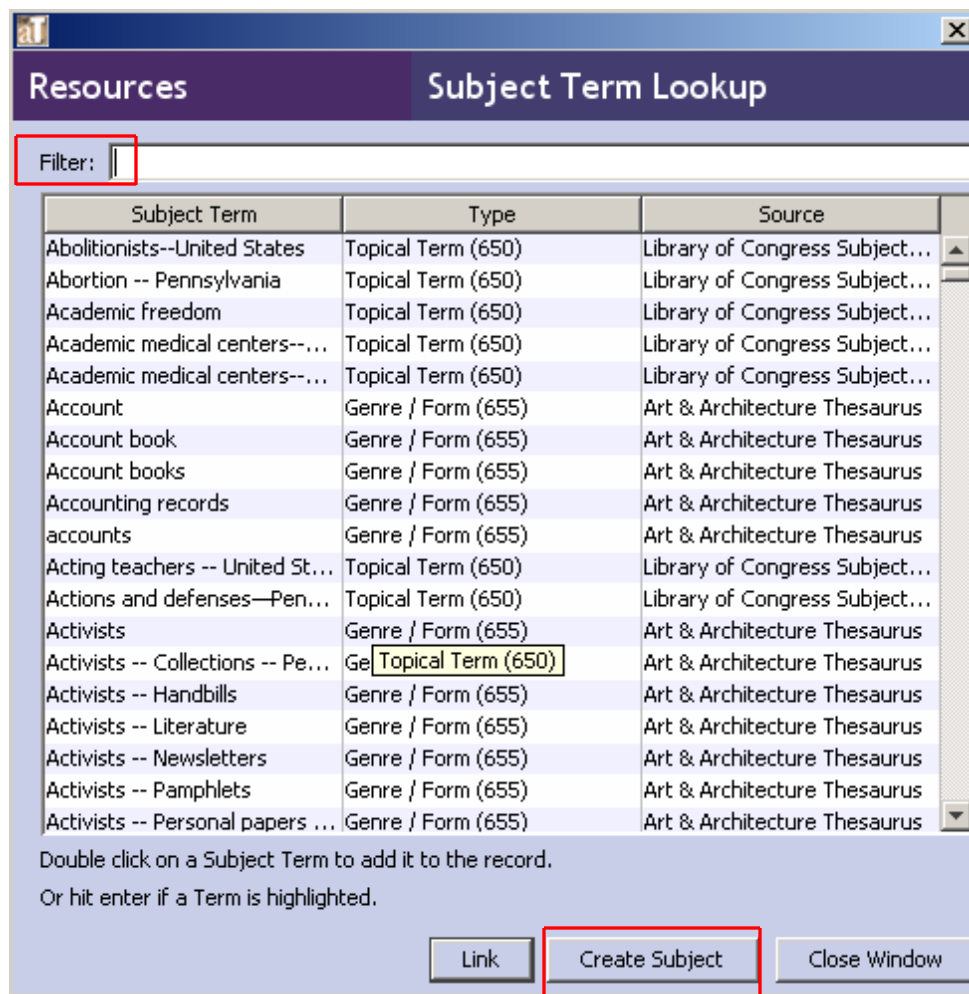 aT
Resources Subject Term Lookup
Filter:
Subject Term Type Source
Abolitionists--United States Topical Term (650) Library of Congress Subject...
Abortion -- Pennsylvania Topical Term (650) Library of Congress Subject...
Academic freedom Topical Term (650) Library of Congress Subject...
Academic medical centers--... Topical Term (650) Library of Congress Subject...
Academic medical centers--... Topical Term (650) Library of Congress Subject...
Account Genre / Form (655) Art & Architecture Thesaurus
Account book Genre / Form (655) Art & Architecture Thesaurus
Account books Genre / Form (655) Art & Architecture Thesaurus
Accounting records Genre / Form (655) Art & Architecture Thesaurus
accounts Genre / Form (655) Art & Architecture Thesaurus
Acting teachers -- United St... Topical Term (650) Library of Congress Subject...
Actions and defenses—Pen... Topical Term (650) Library of Congress Subject...
Activists Genre / Form (655) Art & Architecture Thesaurus
Activists -- Collections -- Pe... Ge Topical Term (650) Art & Architecture Thesaurus
Activists -- Handbills Genre / Form (655) Art & Architecture Thesaurus
Activists -- Literature Genre / Form (655) Art & Architecture Thesaurus
Activists -- Newsletters Genre / Form (655) Art & Architecture Thesaurus
Activists -- Pamphlets Genre / Form (655) Art & Architecture Thesaurus
Activists -- Personal papers ... Genre / Form (655) Art & Architecture Thesaurus
Double click on a Subject Term to add it to the record.
Or hit enter if a Term is highlighted.
Link Create Subject Close Window